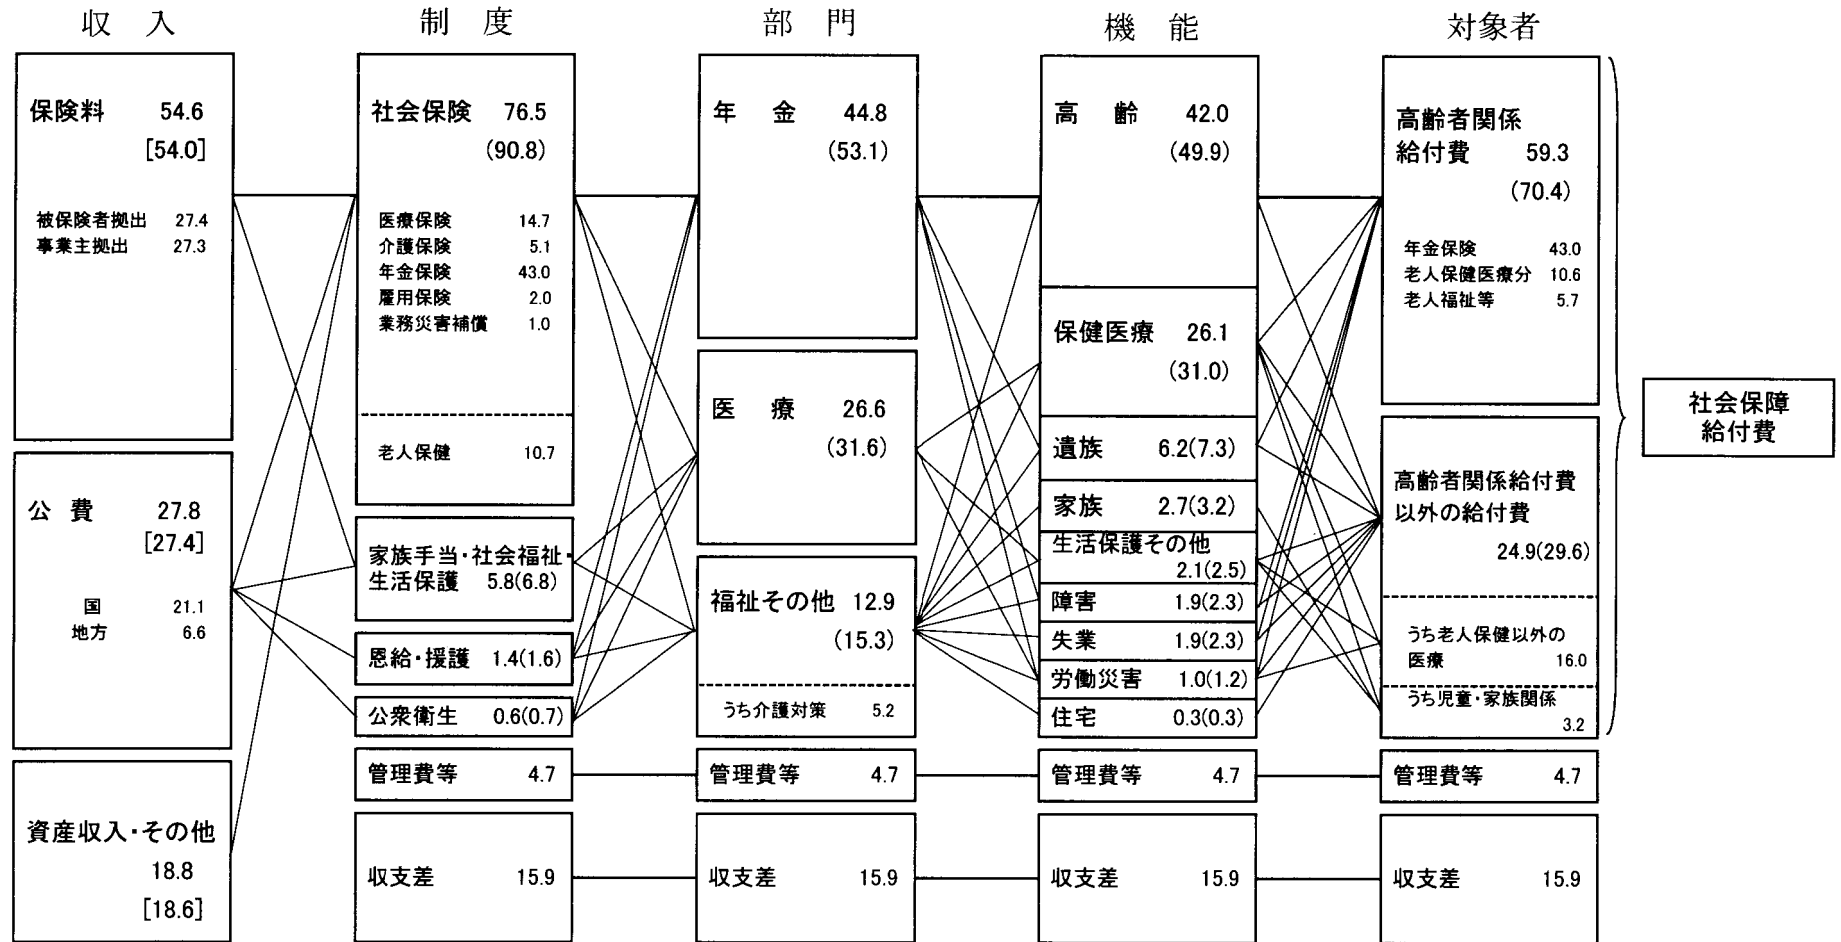 収 入
保険料 54.6
[54.0]
被保険者拠出 27.4
事業主拠出 27.3
公 費 27.8
[27.4]
国 21.1
地方 6.6
資産収入・その他
18.8
[18.6]
制 度
社会保険 76.5
(90.8)
医療保険 14.7
介護保険 5.1
年金保険 43.0
雇用保険 2.0
業務災害補償 1.0
老人保健 10.7
家族手当・社会福祉・
生活保護 5.8(6.8)
恩給・援護 1.4(1.6)
公衆衛生 0.6(0.7)
管理費等 4.7
収支差 15.9
部 門
年 金 44.8
(53.1)
医 療 26.6
(31.6)
福祉その他 12.9
(15.3)
うち介護対策 5.2
管理費等 4.7
収支差 15.9
機 能
高 齢 42.0
(49.9)
保健医療 26.1
(31.0)
遺族 6.2(7.3)
家族 2.7(3.2)
生活保護その他
2.1(2.5)
障害 1.9(2.3)
失業 1.9(2.3)
労働災害 1.0(1.2)
住宅 0.3(0.3)
管理費等 4.7
収支差 15.9
対象者
高齢者関係
給付費 59.3
(70.4)
年金保険 43.0
老人保健医療分 10.6
老人福祉等 5.7
高齢者関係給付費
以外の給付費
24.9(29.6)
うち老人保健以外の
医療 16.0
うち児童・家族関係
3.2
管理費等 4.7
収支差 15.9
社会保障
給付費